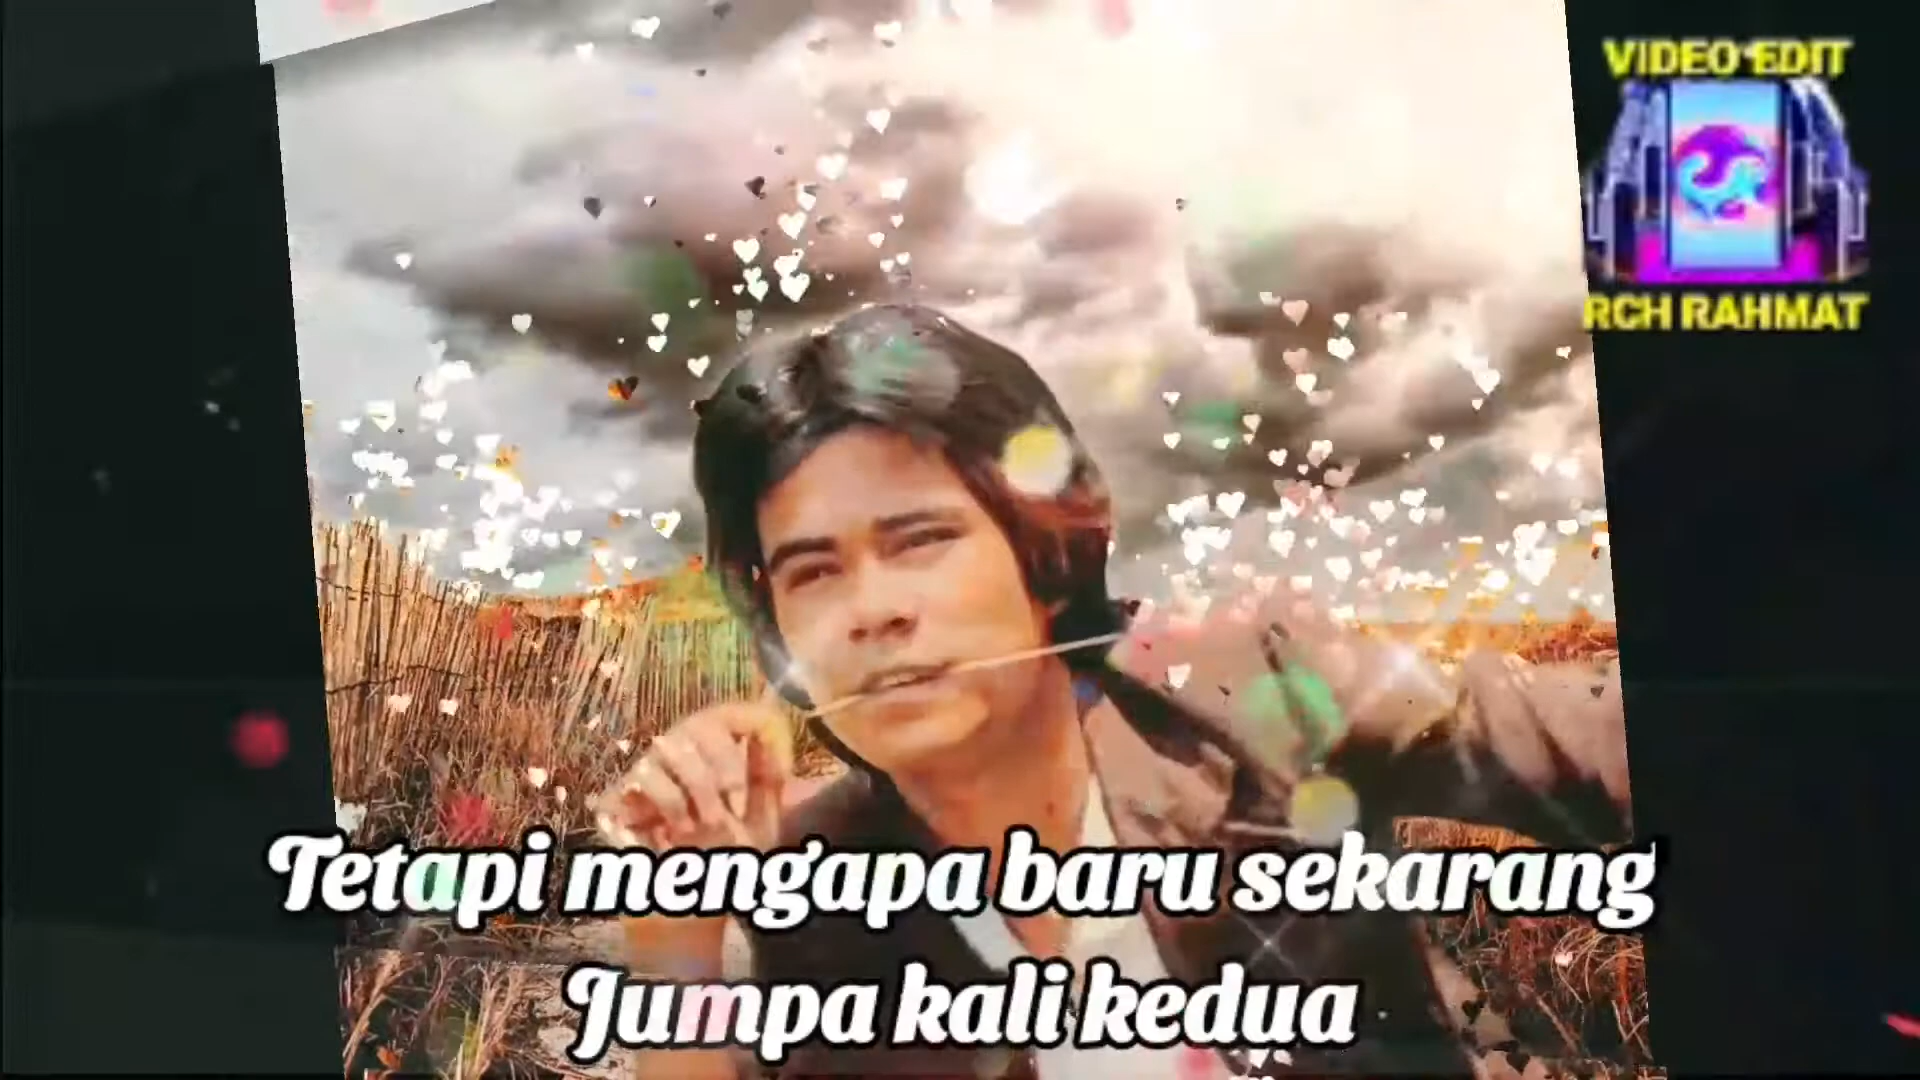 VIDEO EDIT
RCH RAHMAT
Tetapi mengapa baru sekarang
Jumpa kali kedua